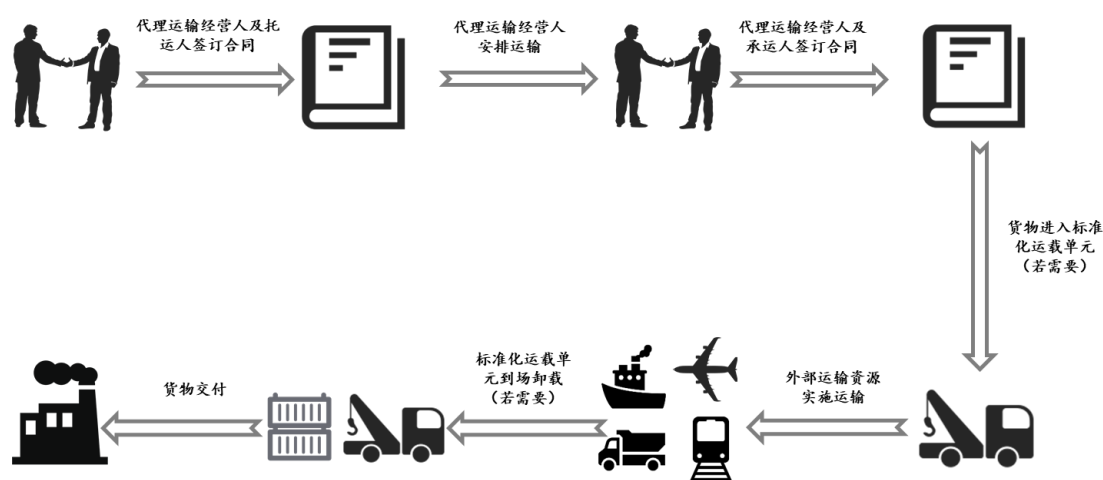 代理运输经营人及托
运人签订合同
代理运输经营人
安排运输
代理运输经营人及
承运人签订合同
货物进入标准
化运载单元
（若需要）
外部运输资源
实施运输
标准化运载单
元到场卸载
（若需要）
货物交付